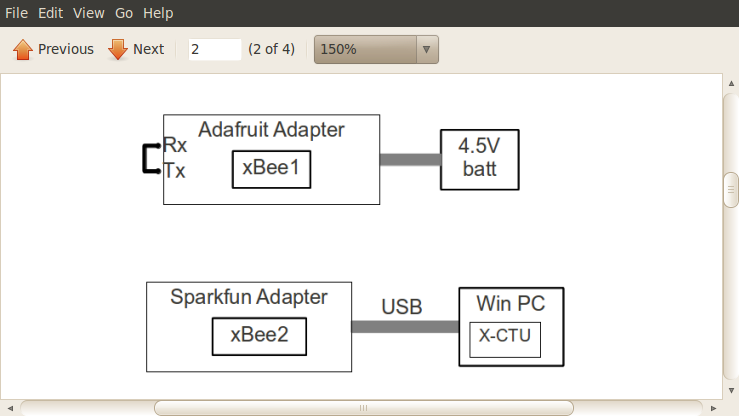 File Edit View Go Help
Previous Next 2 (2 of 4) 150%
Adafruit Adapter
Rx
Tx
xBee1
4.5V
batt
Sparkfun Adapter
xBee2
USB
Win PC
X-CTU